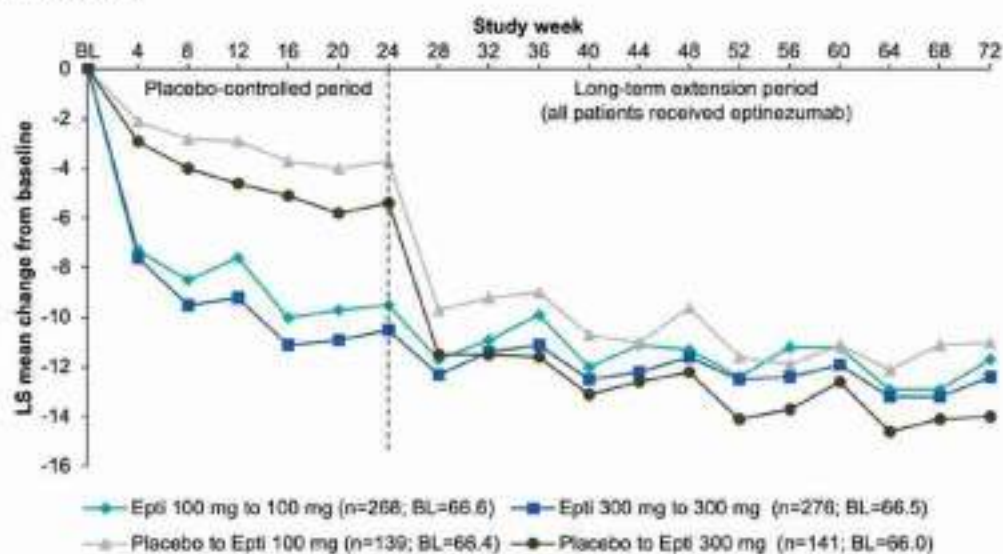 Study week
BL 4 8 12 16 20 24 28 32 36 40 44 48 52 56 60 64 68 72
0
Placebo-controlled period
Long-term extension period
(all patients received eptinezumab)
-2
-4
-6
-8
-10
-12
-14
-16
LS mean change from baseline
Epti 100 mg to 100 mg (n=268; BL=66.6)
Epti 300 mg to 300 mg (n=276; BL=66.5)
Placebo to Epti 100 mg (n=139; BL=66.4)
Placebo to Epti 300 mg (n=141; BL=66.0)